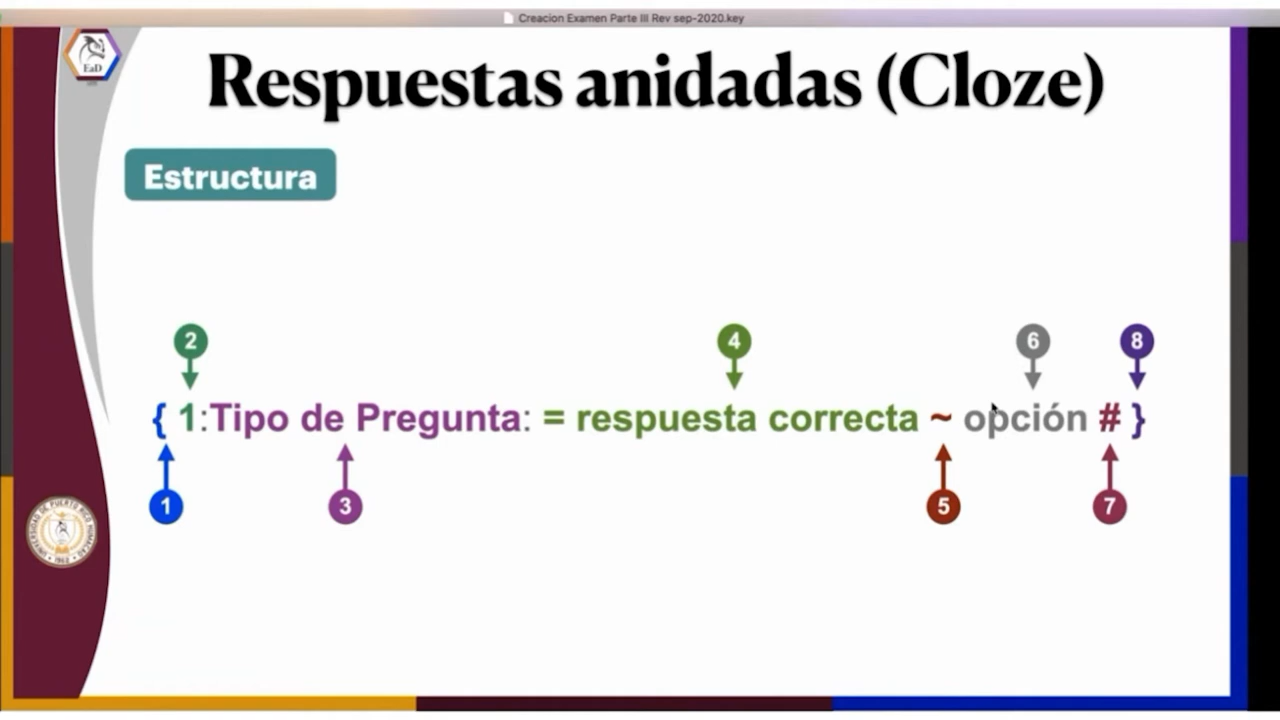 Creacion Examen Parte III Rev sep-2020.key
EaD
Respuestas anidadas (Cloze)
Estructura
2 4 6 8
{ 1:Tipo de Pregunta: = respuesta correcta ~ opción # }
1 3 5 7